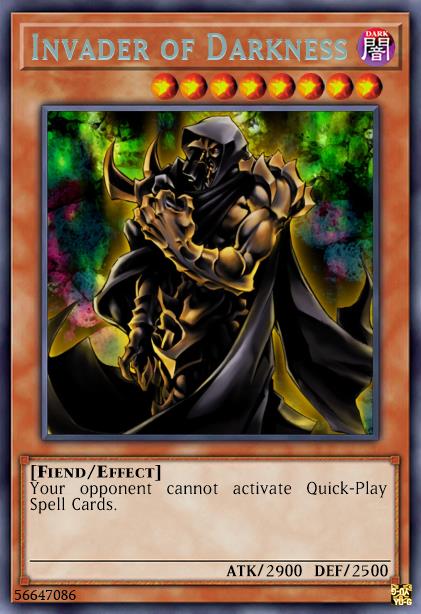 Invader of Darkness
DARK
闇
[Fiend/Effect]
Your opponent cannot activate Quick-Play
Spell Cards.
ATK/2900 DEF/2500
56647086